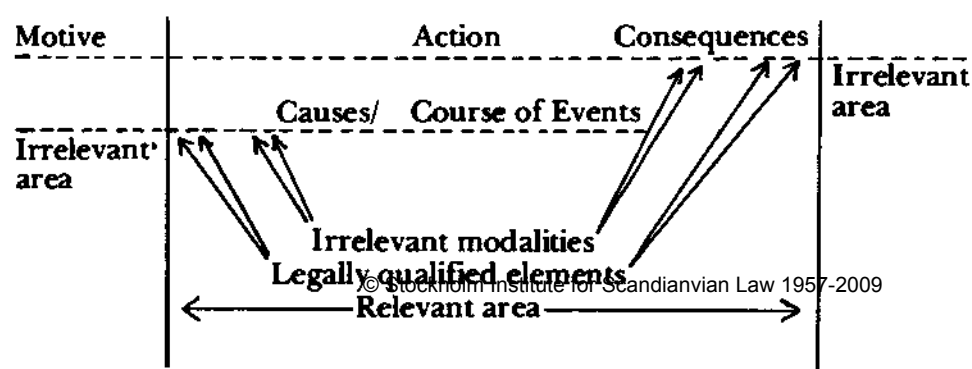 Motive Action Consequences
Irrelevant
area
Causes/ Course of Events
Irrelevant
area
Irrelevant modalities
Legally qualified elements
© Stockholm Institute for Scandianvian Law 1957-2009
Relevant area